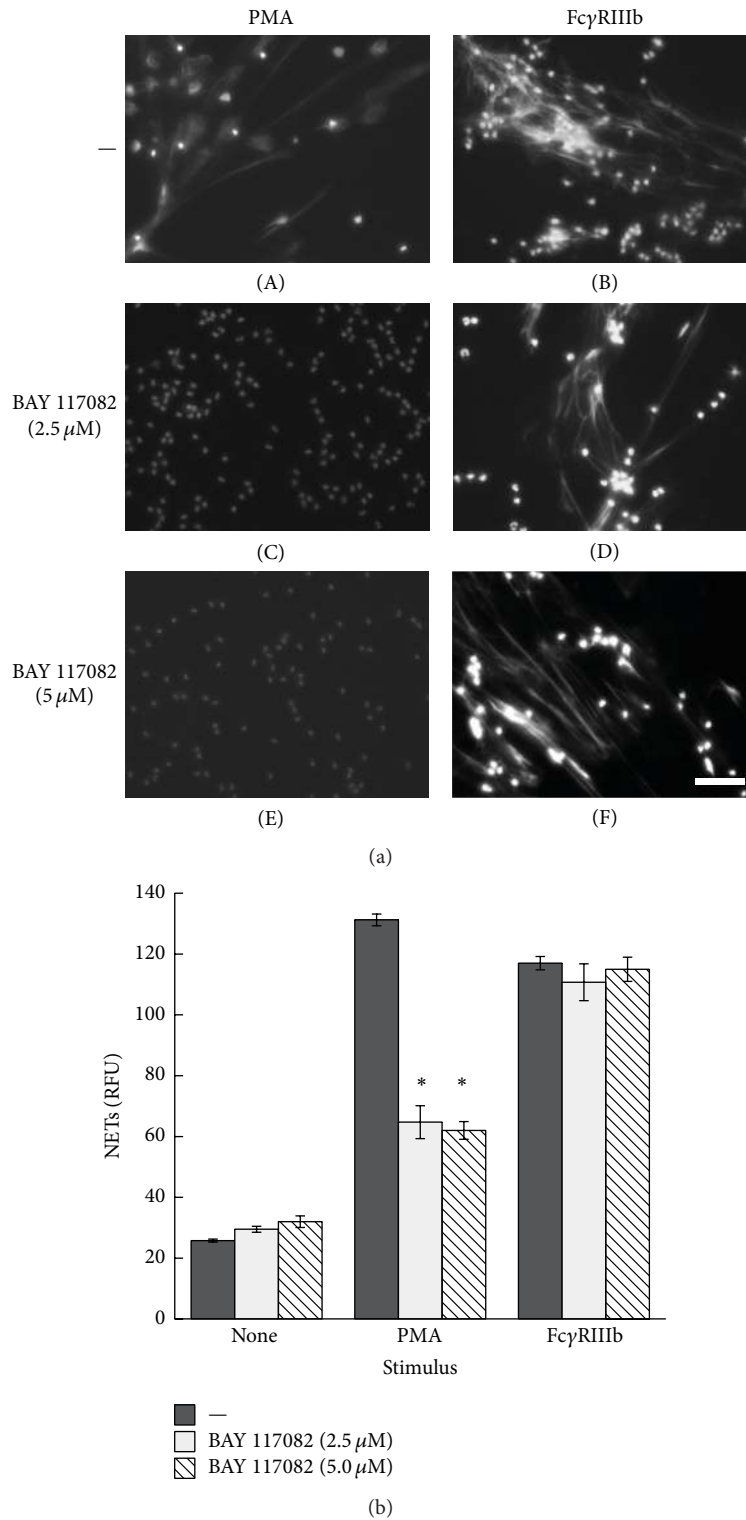 PMA
FcγRIIIb
—
(A)
(B)
BAY 117082
(2.5 μM)
(C)
(D)
BAY 117082
(5 μM)
(E)
(F)
(a)
140
120
100
80
60
40
20
0
NETs (RFU)
* *
None
PMA
FcγRIIIb
Stimulus
—
BAY 117082 (2.5 μM)
BAY 117082 (5.0 μM)
(b)